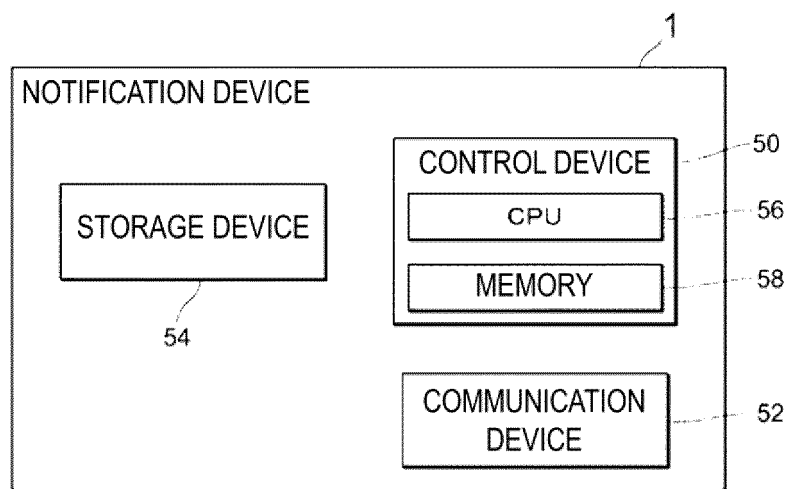 1
NOTIFICATION DEVICE
CONTROL DEVICE
50
CPU
56
STORAGE DEVICE
MEMORY
58
54
COMMUNICATION
DEVICE
52